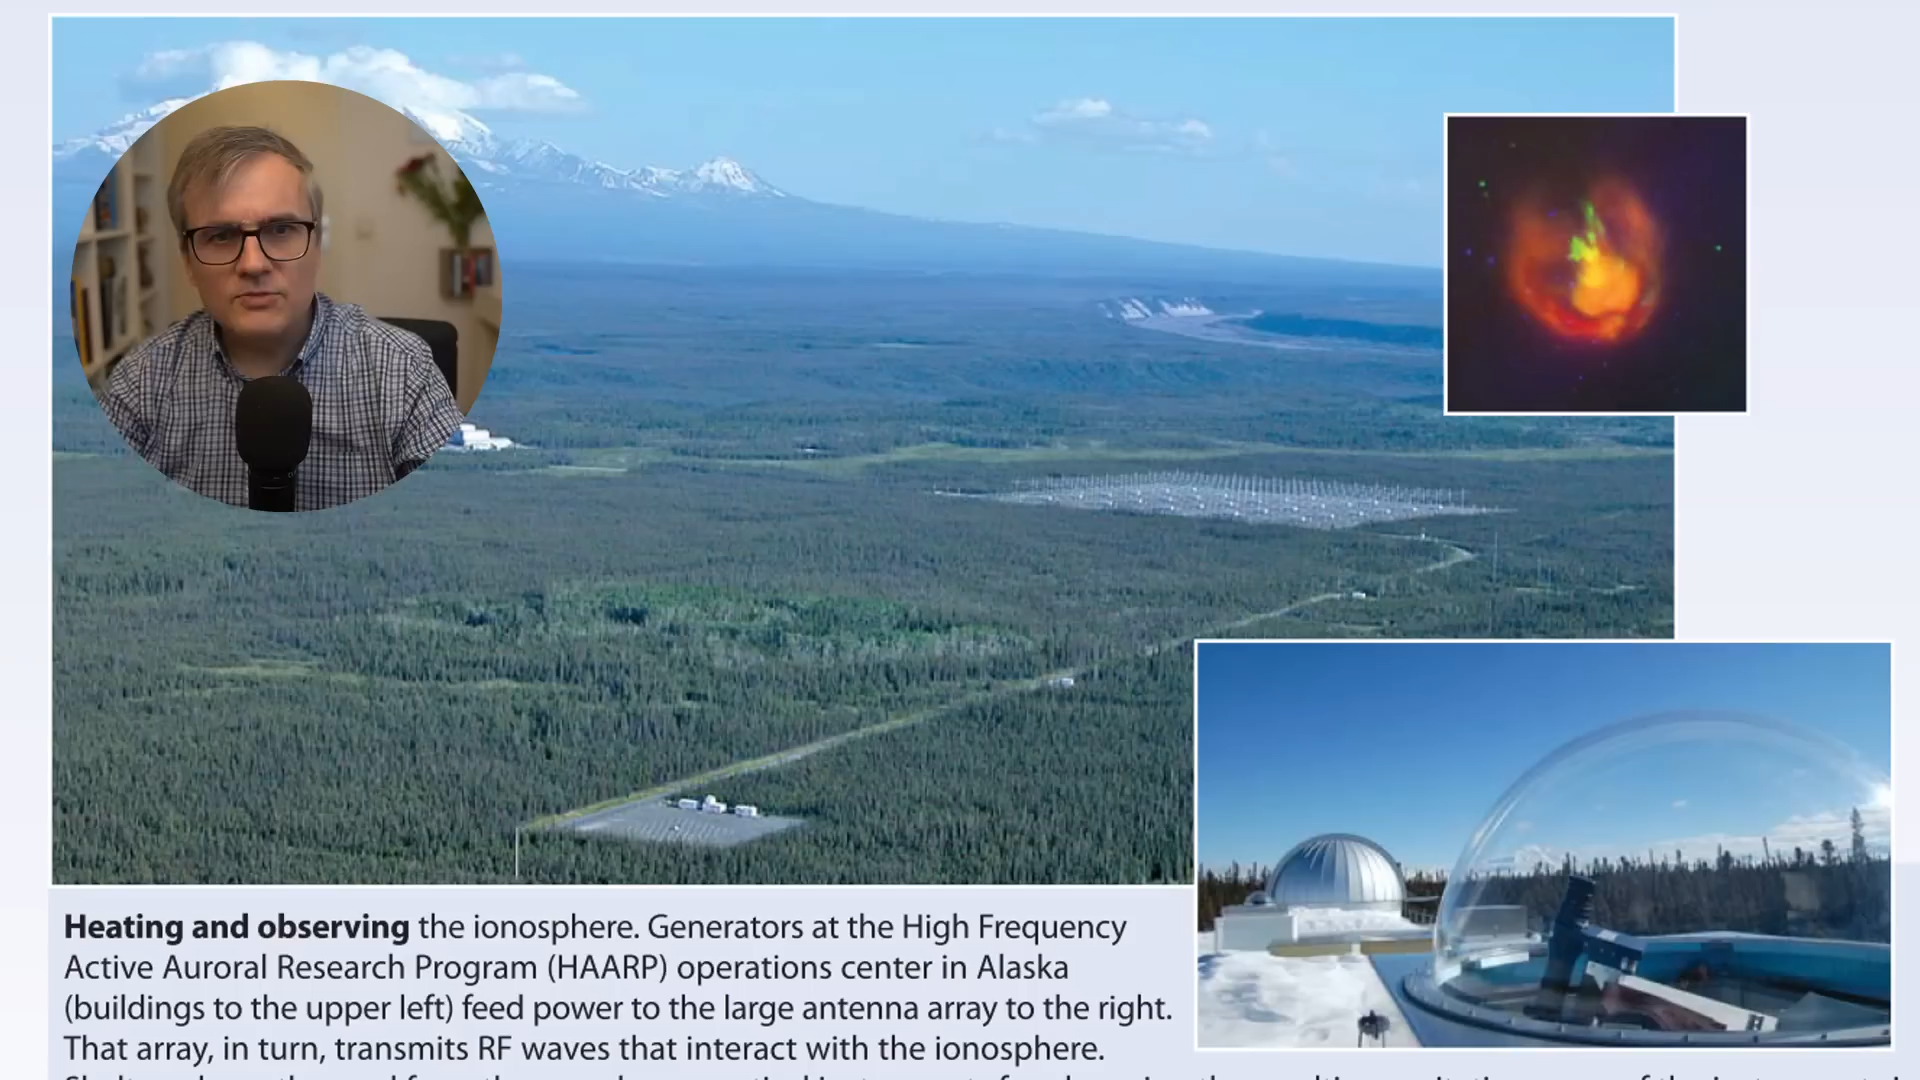 Heating and observing the ionosphere. Generators at the High Frequency
Active Auroral Research Program (HAARP) operations center in Alaska
(buildings to the upper left) feed power to the large antenna array to the right.
That array, in turn, transmits RF waves that interact with the ionosphere.